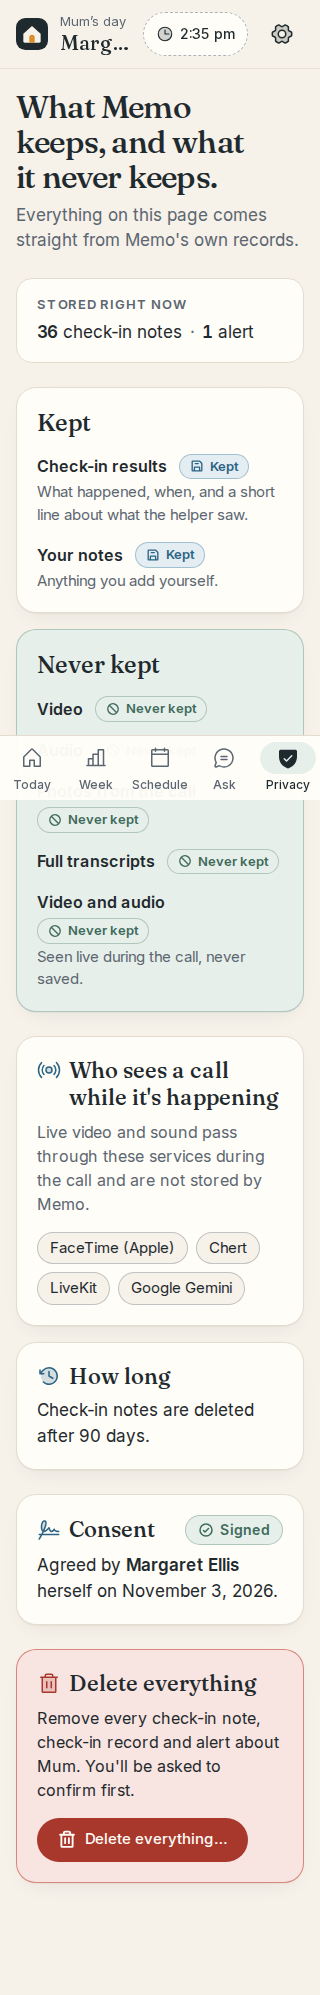 Mum's day
Marg...
2:35 pm
What Memo
keeps, and what
it never keeps.
Everything on this page comes
straight from Memo's own records.
STORED RIGHT NOW
36 check-in notes · 1 alert
Kept
Check-in results Kept
What happened, when, and a short
line about what the helper saw.
Your notes Kept
Anything you add yourself.
Never kept
Video Never kept
Audio Never kept
Today Week Schedule Ask Privacy
Photos from the call
Never kept
Full transcripts Never kept
Video and audio
Never kept
Seen live during the call, never
saved.
Who sees a call
while it's happening
Live video and sound pass
through these services during
the call and are not stored by
Memo.
FaceTime (Apple) Chert
LiveKit Google Gemini
How long
Check-in notes are deleted
after 90 days.
Consent Signed
Agreed by Margaret Ellis
herself on November 3, 2026.
Delete everything
Remove every check-in note,
check-in record and alert about
Mum. You'll be asked to
confirm first.
Delete everything...